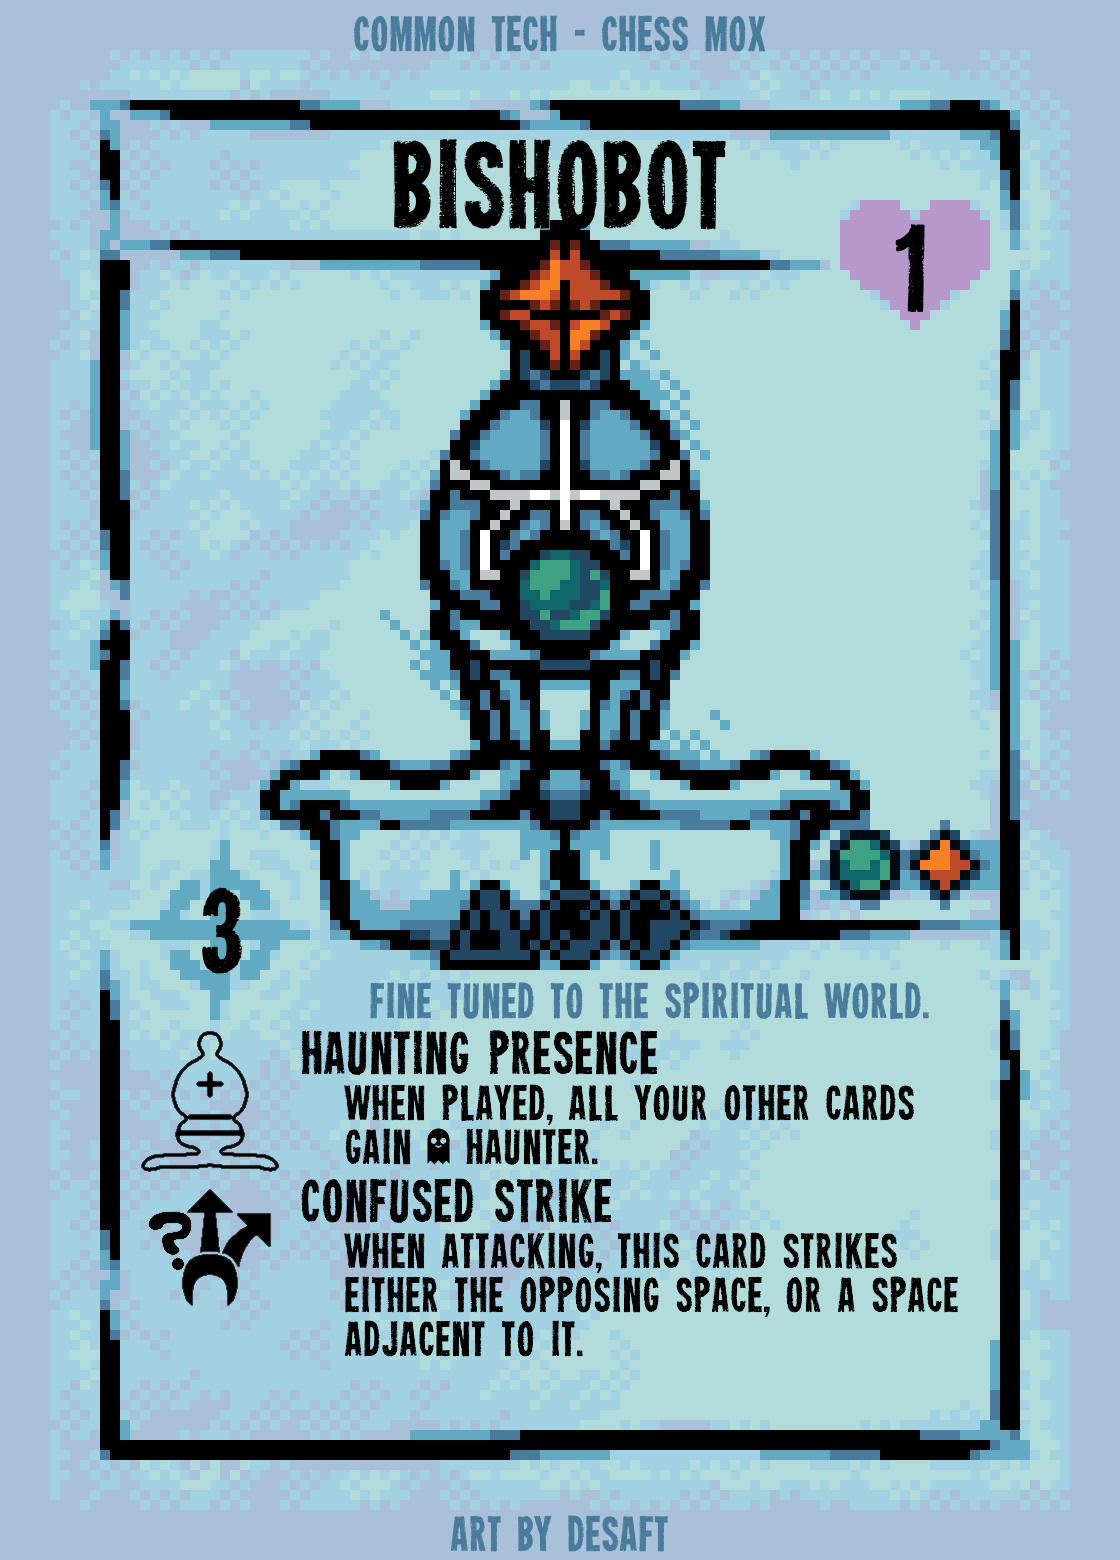 COMMON TECH - CHESS MOX
BISHOBOT
1
3
FINE TUNED TO THE SPIRITUAL WORLD.
HAUNTING PRESENCE
WHEN PLAYED, ALL YOUR OTHER CARDS
GAIN HAUNTER.
CONFUSED STRIKE
?
WHEN ATTACKING, THIS CARD STRIKES
EITHER THE OPPOSING SPACE, OR A SPACE
ADJACENT TO IT.
ART BY DESAFT